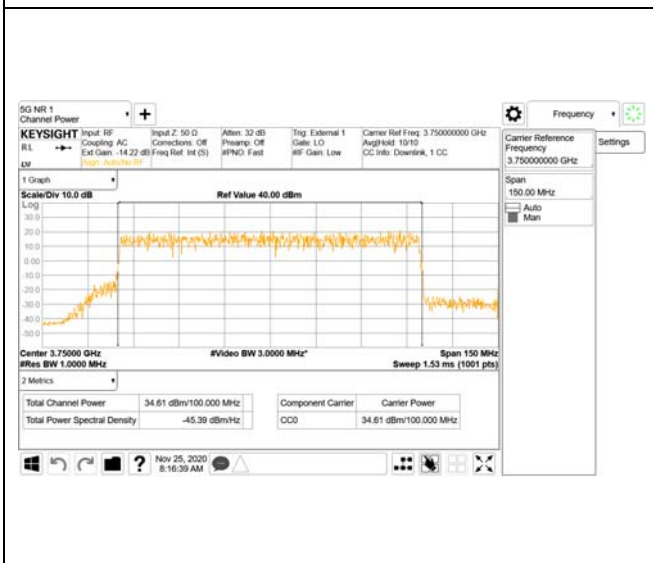 5G NR 1
Channel Power
Frequency
KEYSIGHT
RL
Input: RF
Coupling: AC
Ext Gain: -14.22 dB
Align: Auto/No RF
Input Z: 50 Ω
Corrections: Off
Freq Ref: Int (S)
Atten: 32 dB
Preamp: Off
#PNO: Fast
Trig: External 1
Gate: LO
#IF Gain: Low
Carrier Ref Freq: 3.750000000 GHz
Avg|Hold: 10/10
CC Info: Downlink, 1 CC
Carrier Reference
Frequency
3.750000000 GHz
Settings
Span
150.00 MHz
Auto
Man
1 Graph
Scale/Div 10.0 dB
Ref Value 40.00 dBm
Log
30.0
20.0
10.0
0.00
-10.0
-20.0
-30.0
-40.0
-50.0
Center 3.75000 GHz
#Video BW 3.0000 MHz*
Span 150 MHz
#Res BW 1.0000 MHz
Sweep 1.53 ms (1001 pts)
2 Metrics
Total Channel Power 34.61 dBm/100.000 MHz
Total Power Spectral Density -45.39 dBm/Hz
Component Carrier Carrier Power
CC0 34.61 dBm/100.000 MHz
?
Nov 25, 2020
8:16:39 AM